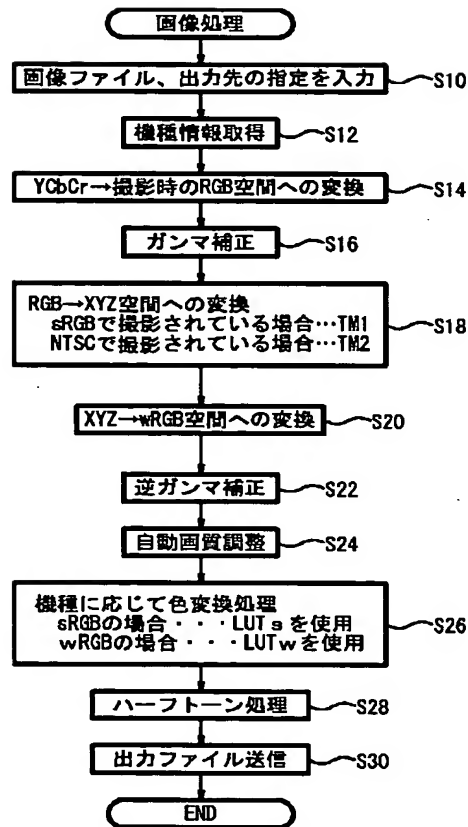 画像処理
画像ファイル、出力先の指定を入力 S10
機種情報取得 S12
YCbCr→撮影時のRGB空間への変換 S14
ガンマ補正 S16
RGB→XYZ空間への変換
sRGBで撮影されている場合…TM1
NTSCで撮影されている場合…TM2
S18
XYZ→wRGB空間への変換 S20
逆ガンマ補正 S22
自動画質調整 S24
機種に応じて色変換処理
sRGBの場合・・・LUTsを使用
wRGBの場合・・・LUTwを使用
S26
ハーフトーン処理 S28
出力ファイル送信 S30
END